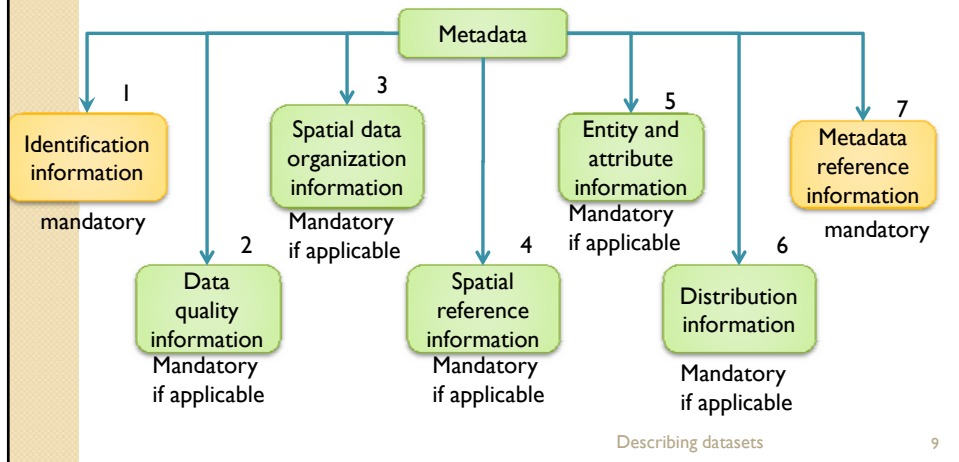 Metadata
1
Identification
information
mandatory
2
Data
quality
information
Mandatory
if applicable
3
Spatial data
organization
information
Mandatory
if applicable
4
Spatial
reference
information
Mandatory
if applicable
5
Entity and
attribute
information
Mandatory
if applicable
6
Distribution
information
Mandatory
if applicable
7
Metadata
reference
information
mandatory
Describing datasets
9